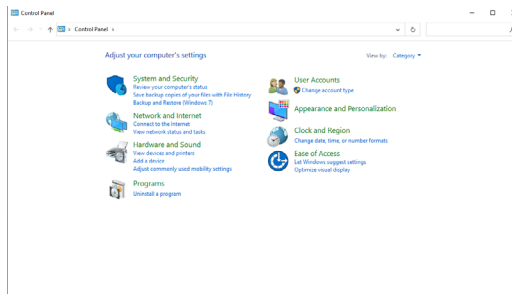 Control Panel
Control Panel
Adjust your computer's settings
View by: Category
System and Security
Review your computer's status
Save backup copies of your files with File History
Backup and Restore (Windows 7)
Network and Internet
Connect to the Internet
View network status and tasks
Hardware and Sound
View devices and printers
Add a device
Adjust commonly used mobility settings
Programs
Uninstall a program
User Accounts
Change account type
Appearance and Personalization
Clock and Region
Change date, time, or number formats
Ease of Access
Let Windows suggest settings
Optimize visual display